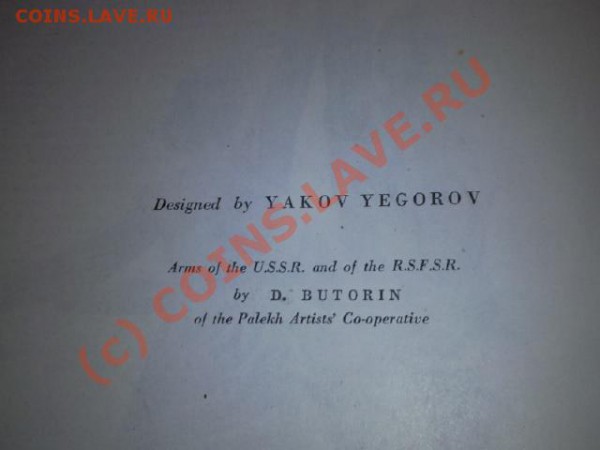 COINS.LAVE.RU
Designed by YAKOV YEGOROV
Arms of the U.S.S.R. and of the R.S.F.S.R.
by D. BUTORIN
of the Palekh Artists' Co-operative
(c) COINS.LAVE.RU